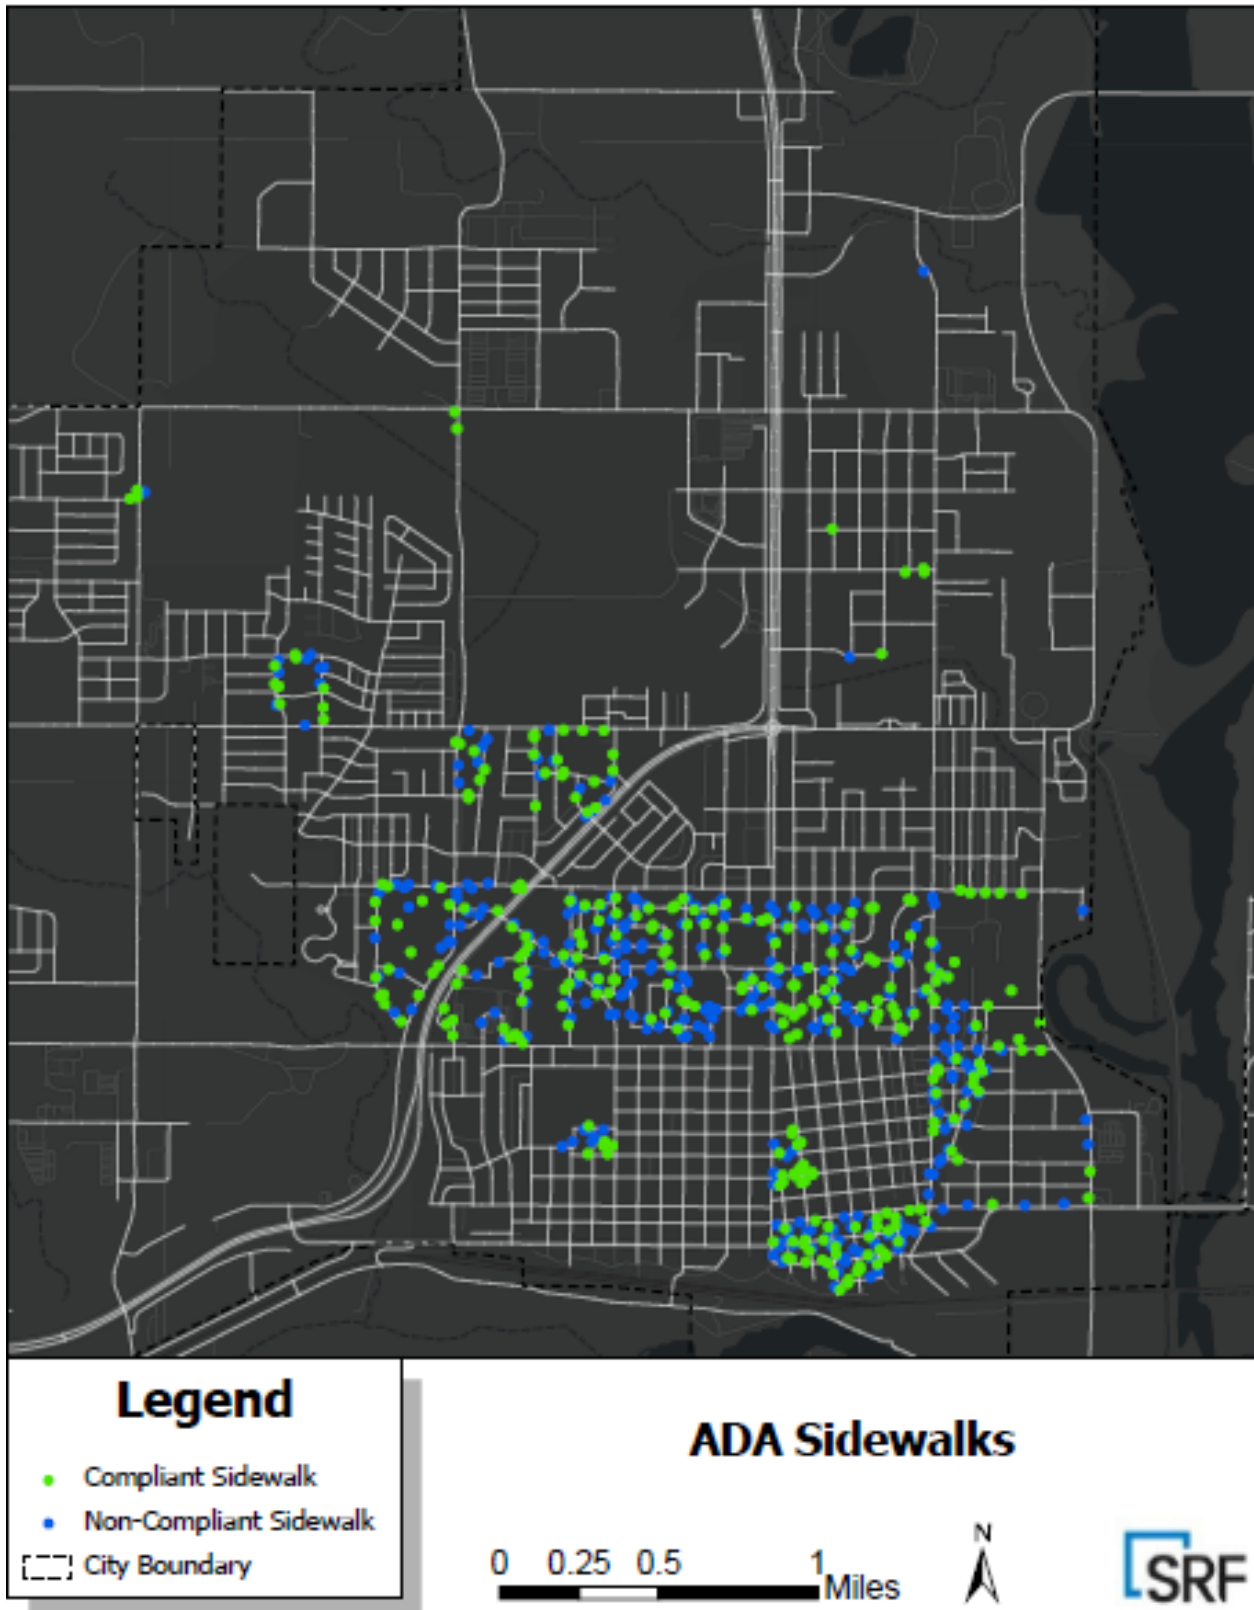 Legend
Compliant Sidewalk
Non-Compliant Sidewalk
City Boundary
ADA Sidewalks
0 0.25 0.5 1 Miles
N
SRF